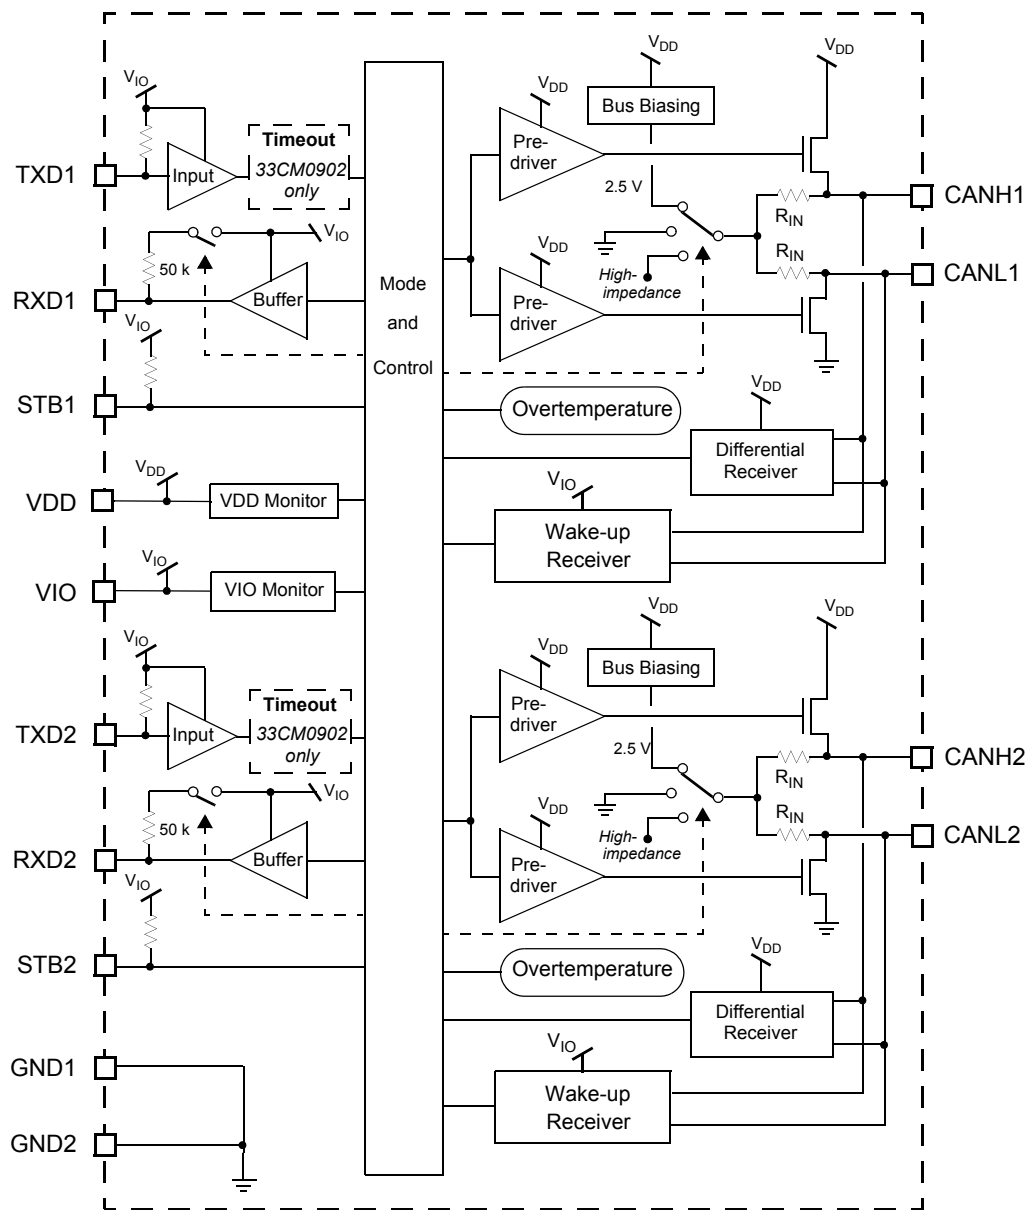 VDD
VDD
VIO
VDD
Bus Biasing
Timeout
33CM0902
only
Pre-
driver
TXD1
Input
2.5 V
CANH1
RIN
VIO
VDD
RIN
50 k
High-
impedance
CANL1
RXD1
Buffer
Pre-
driver
Mode
and
Control
VIO
STB1
Overtemperature
VDD
Differential
Receiver
VDD
VDD
VDD Monitor
VIO
Wake-up
Receiver
VIO
VIO
VIO Monitor
VDD
VDD
VIO
VDD
Bus Biasing
Timeout
33CM0902
only
Pre-
driver
TXD2
Input
2.5 V
CANH2
RIN
VIO
VDD
RIN
50 k
High-
impedance
CANL2
RXD2
Buffer
Pre-
driver
VIO
STB2
Overtemperature
VDD
Differential
Receiver
VIO
GND1
Wake-up
Receiver
GND2